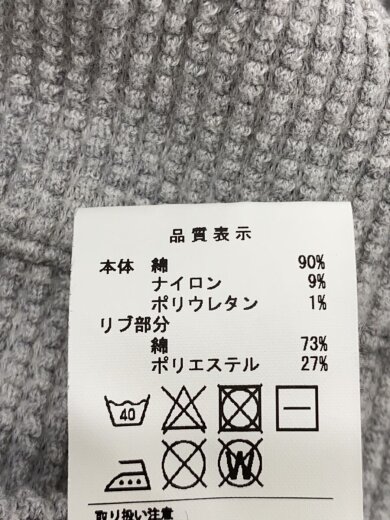 品質表示
本体 綿 90%
ナイロン 9%
ポリウレタン 1%
リブ部分
綿 73%
ポリエステル 27%
40
W
取り扱い注意